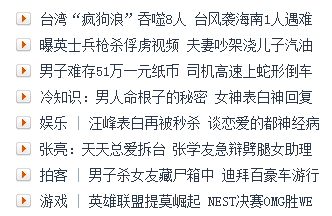 台湾“疯狗浪”吞噬8人 台风袭海南1人遇难
曝英士兵枪杀俘虏视频 夫妻吵架浇儿子汽油
男子难存51万一元纸币 司机高速上蛇形倒车
冷知识：男人命根子的秘密 女神表白神回复
娱乐 | 汪峰表白再被秒杀 谈恋爱的都神经病
张亮：天天总爱拆台 张学友急辩劈腿女助理
拍客 | 男子杀女友藏尸箱中 迪拜百豪车游行
游戏 | 英雄联盟提莫崛起 NEST决赛OMG胜WE